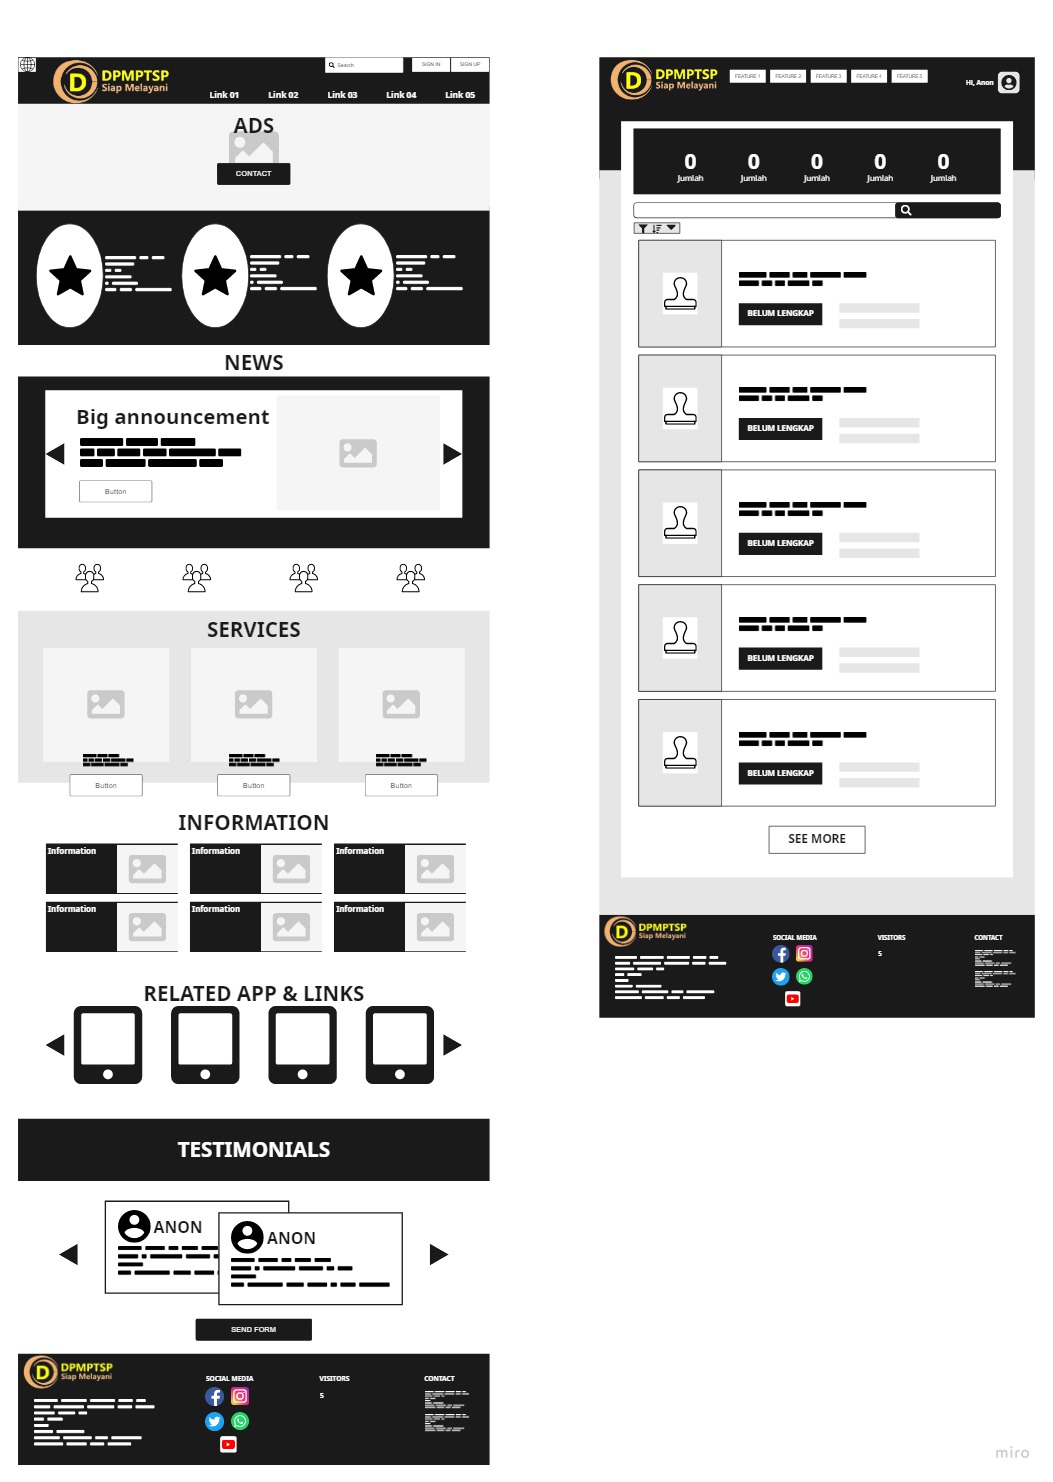 DPMPTSP
Siap Melayani
Search
SIGN IN
SIGN UP
Link 01
Link 02
Link 03
Link 04
Link 05
ADS
CONTACT
NEWS
Big announcement
Button
SERVICES
Button
Button
Button
INFORMATION
Information
Information
Information
Information
Information
Information
RELATED APP & LINKS
TESTIMONIALS
ANON
ANON
SEND FORM
DPMPTSP
Siap Melayani
SOCIAL MEDIA
VISITORS
5
CONTACT
DPMPTSP
Siap Melayani
FEATURE 1
FEATURE 2
FEATURE 3
FEATURE 4
FEATURE 5
Hi, Anon
0
Jumlah
0
Jumlah
0
Jumlah
0
Jumlah
0
Jumlah
BELUM LENGKAP
BELUM LENGKAP
BELUM LENGKAP
BELUM LENGKAP
BELUM LENGKAP
SEE MORE
DPMPTSP
Siap Melayani
SOCIAL MEDIA
VISITORS
5
CONTACT
miro